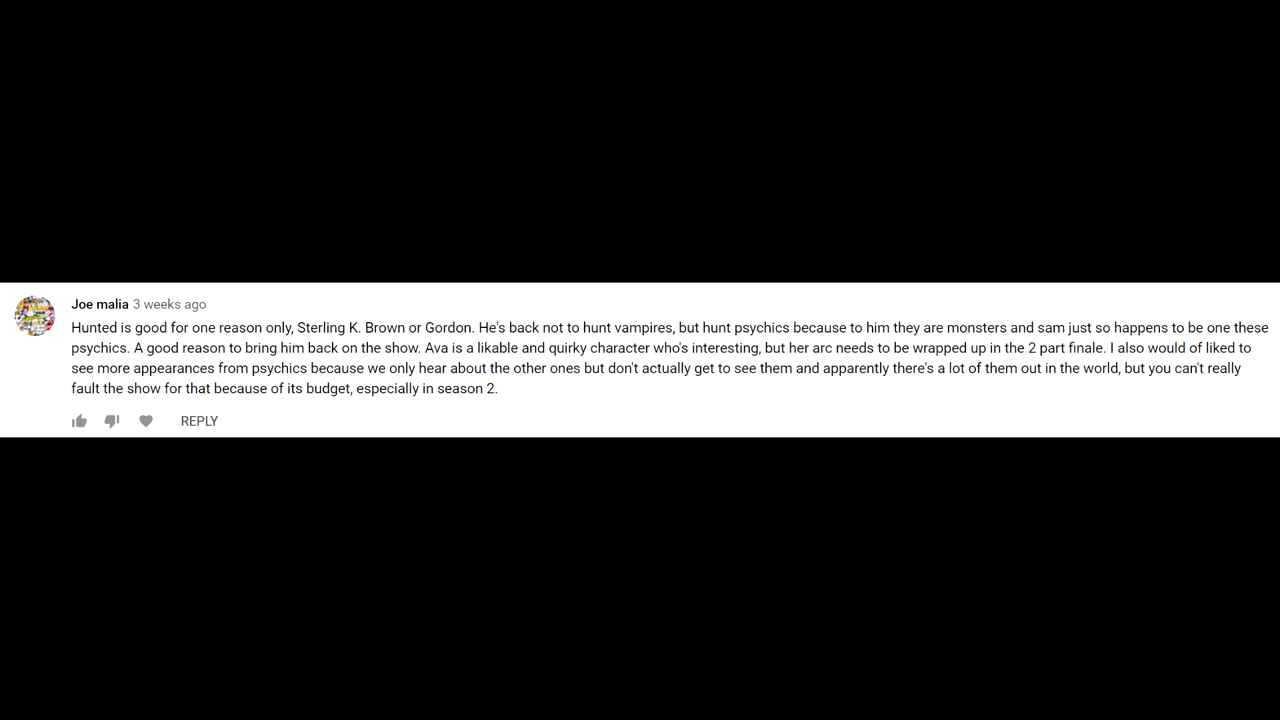 Joe malia 3 weeks ago
Hunted is good for one reason only, Sterling K. Brown or Gordon. He's back not to hunt vampires, but hunt psychics because to him they are monsters and sam just so happens to be one these
psychics. A good reason to bring him back on the show. Ava is a likable and quirky character who's interesting, but her arc needs to be wrapped up in the 2 part finale. I also would of liked to
see more appearances from psychics because we only hear about the other ones but don't actually get to see them and apparently there's a lot of them out in the world, but you can't really
fault the show for that because of its budget, especially in season 2.
REPLY